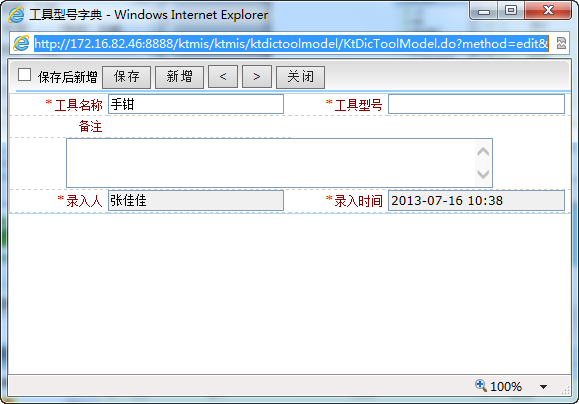 工具型号字典 - Windows Internet Explorer
http://172.16.82.46:8888/ktmis/ktmis/ktdictoolmodel/KtDicToolModel.do?method=edit&
保存后新增 保存 新增 < > 关闭
*工具名称 手钳 *工具型号
备注
*录入人 张佳佳 *录入时间 2013-07-16 10:38
100%